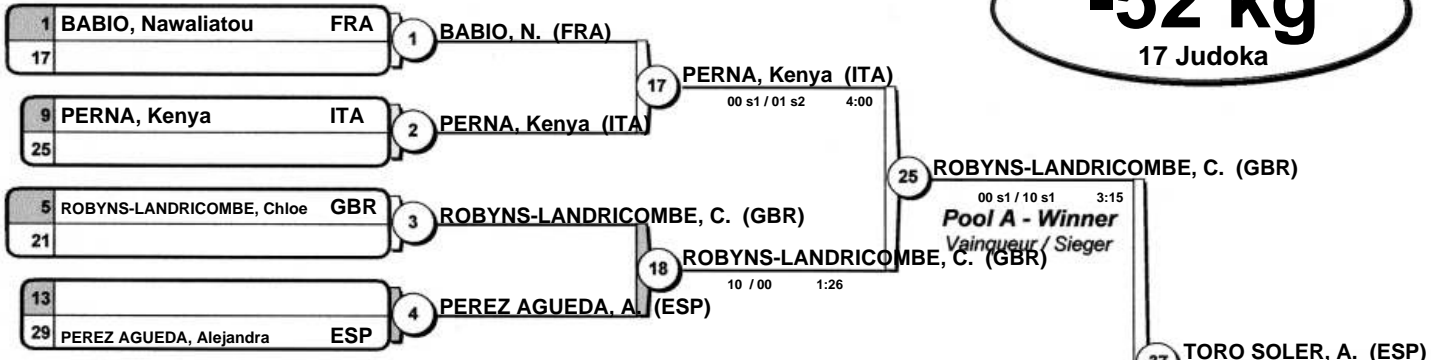 -52 kg
17 Judoka
1 BABIO, Nawaliatou FRA
17
1 BABIO, N. (FRA)
17 PERNA, Kenya (ITA)
00 s1 / 01 s2 4:00
9 PERNA, Kenya ITA
25
2 PERNA, Kenya (ITA)
25 ROBYNS-LANDRICOMBE, C. (GBR)
00 s1 / 10 s1 3:15
Pool A - Winner
Vainqueur / Sieger
5 ROBYNS-LANDRICOMBE, Chloe GBR
21
3 ROBYNS-LANDRICOMBE, C. (GBR)
18 ROBYNS-LANDRICOMBE, C. (GBR)
10 / 00 1:26
13
29 PEREZ AGUEDA, Alejandra ESP
4 PEREZ AGUEDA, A. (ESP)
TORO SOLER, A. (ESP)